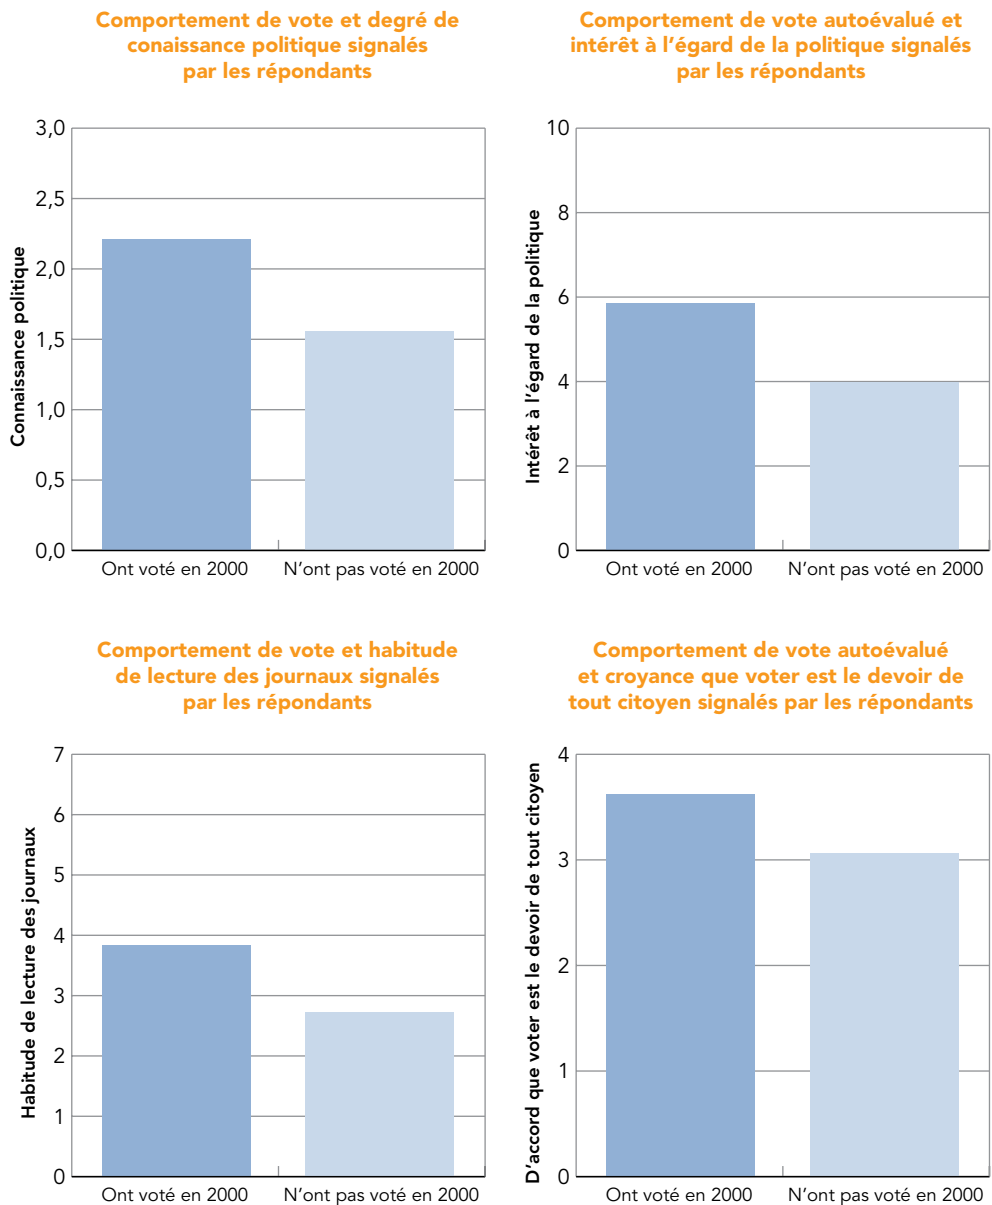 Comportement de vote et degré de
conaissance politique signalés
par les répondants
3,0
2,5
2,0
1,5
1,0
0,5
0,0
Connaissance politique
Ont voté en 2000
N'ont pas voté en 2000
Comportement de vote autoévalué et
intérêt à l'égard de la politique signalés
par les répondants
10
8
6
4
2
0
Intérêt à l'égard de la politique
Ont voté en 2000
N'ont pas voté en 2000
Comportement de vote et habitude
de lecture des journaux signalés
par les répondants
7
6
5
4
3
2
1
0
Habitude de lecture des journaux
Ont voté en 2000
N'ont pas voté en 2000
Comportement de vote autoévalué
et croyance que voter est le devoir de
tout citoyen signalés par les répondants
4
3
2
1
0
D'accord que voter est le devoir de tout citoyen
Ont voté en 2000
N'ont pas voté en 2000